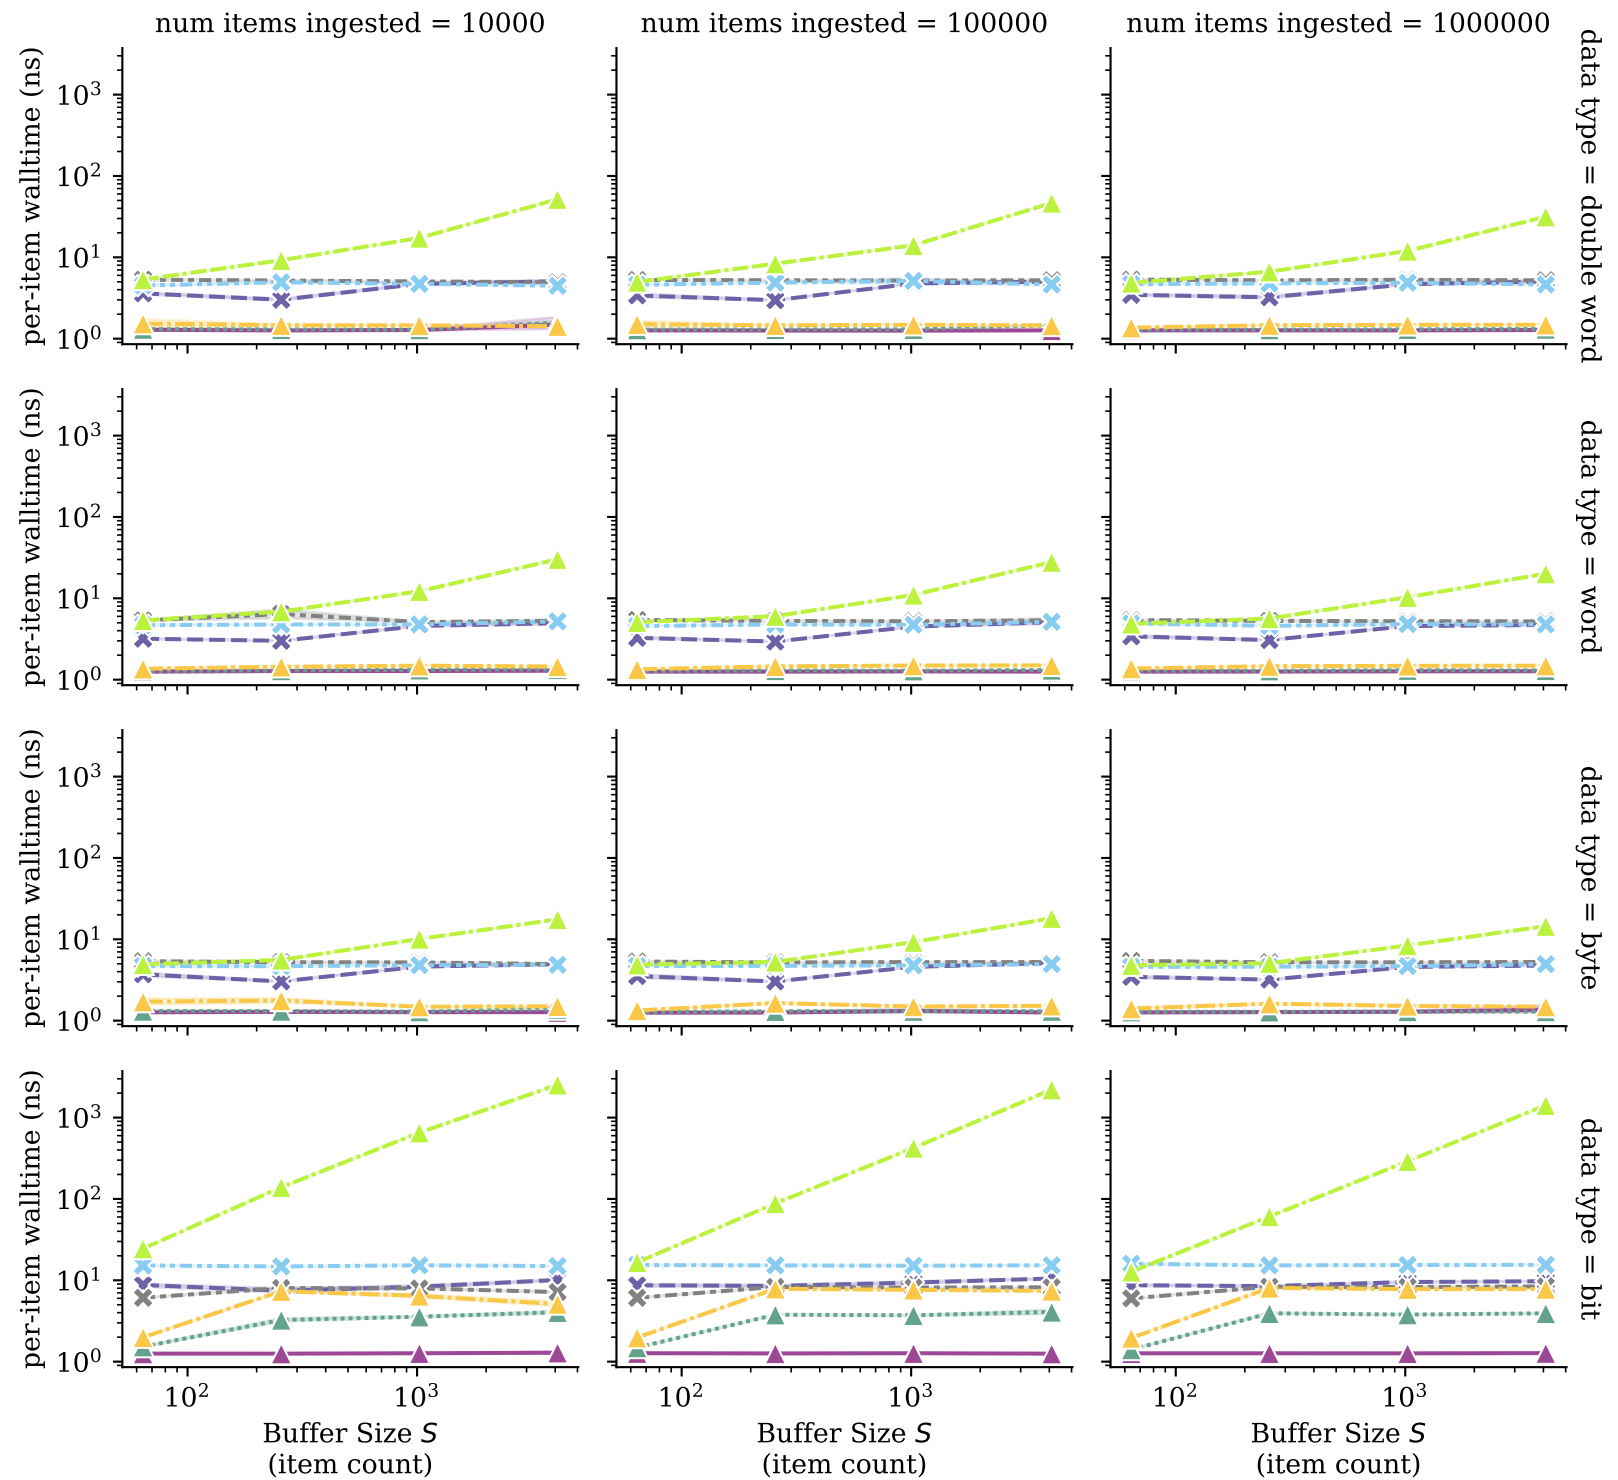 num items ingested = 10000
num items ingested = 100000
num items ingested = 1000000
per-item walltime (ns)
10³
10²
10¹
10⁰
data type = double word
per-item walltime (ns)
10³
10²
10¹
10⁰
data type = word
per-item walltime (ns)
10³
10²
10¹
10⁰
data type = byte
per-item walltime (ns)
10³
10²
10¹
10⁰
data type = bit
10² 10³
10² 10³
10² 10³
Buffer Size S
(item count)
Buffer Size S
(item count)
Buffer Size S
(item count)